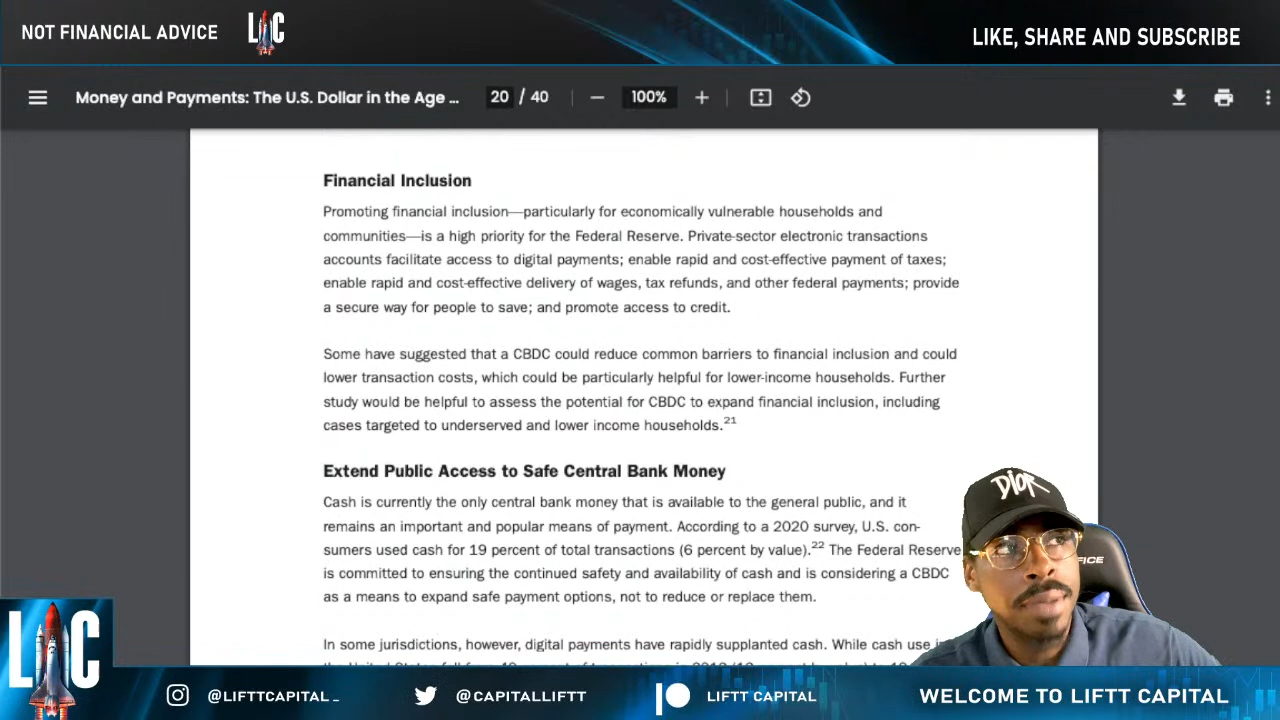 NOT FINANCIAL ADVICE
LC
LIKE, SHARE AND SUBSCRIBE
Money and Payments: The U.S. Dollar in the Age ...
20 / 40
100%
Financial Inclusion
Promoting financial inclusion—particularly for economically vulnerable households and
communities—is a high priority for the Federal Reserve. Private-sector electronic transactions
accounts facilitate access to digital payments; enable rapid and cost-effective payment of taxes;
enable rapid and cost-effective delivery of wages, tax refunds, and other federal payments; provide
a secure way for people to save; and promote access to credit.
Some have suggested that a CBDC could reduce common barriers to financial inclusion and could
lower transaction costs, which could be particularly helpful for lower-income households. Further
study would be helpful to assess the potential for CBDC to expand financial inclusion, including
cases targeted to underserved and lower income households.21
Extend Public Access to Safe Central Bank Money
Cash is currently the only central bank money that is available to the general public, and it
remains an important and popular means of payment. According to a 2020 survey, U.S. con-
sumers used cash for 19 percent of total transactions (6 percent by value).22 The Federal Reserve
is committed to ensuring the continued safety and availability of cash and is considering a CBDC
as a means to expand safe payment options, not to reduce or replace them.
In some jurisdictions, however, digital payments have rapidly supplanted cash. While cash use
DIOR
FICE
LC
@LIFTTCAPITAL_
@CAPITALLIFTT
LIFTT CAPITAL
WELCOME TO LIFTT CAPITAL